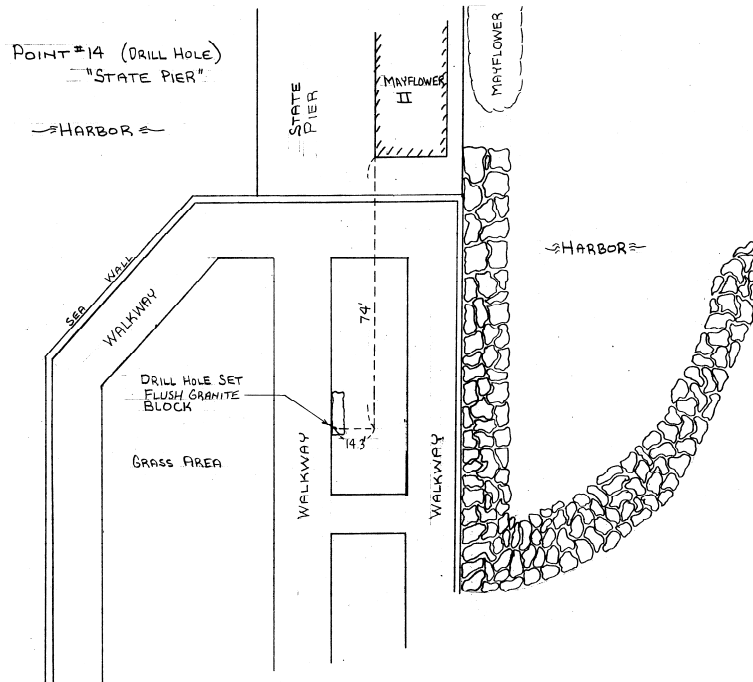 POINT #14 (DRILL HOLE)
"STATE PIER"
HARBOR
STATE
PIER
MAYFLOWER
II
MAYFLOWER
HARBOR
SEA WALL
WALKWAY
74'
DRILL HOLE SET
FLUSH GRANITE
BLOCK
14.3'
GRASS AREA
WALKWAY
WALKWAY